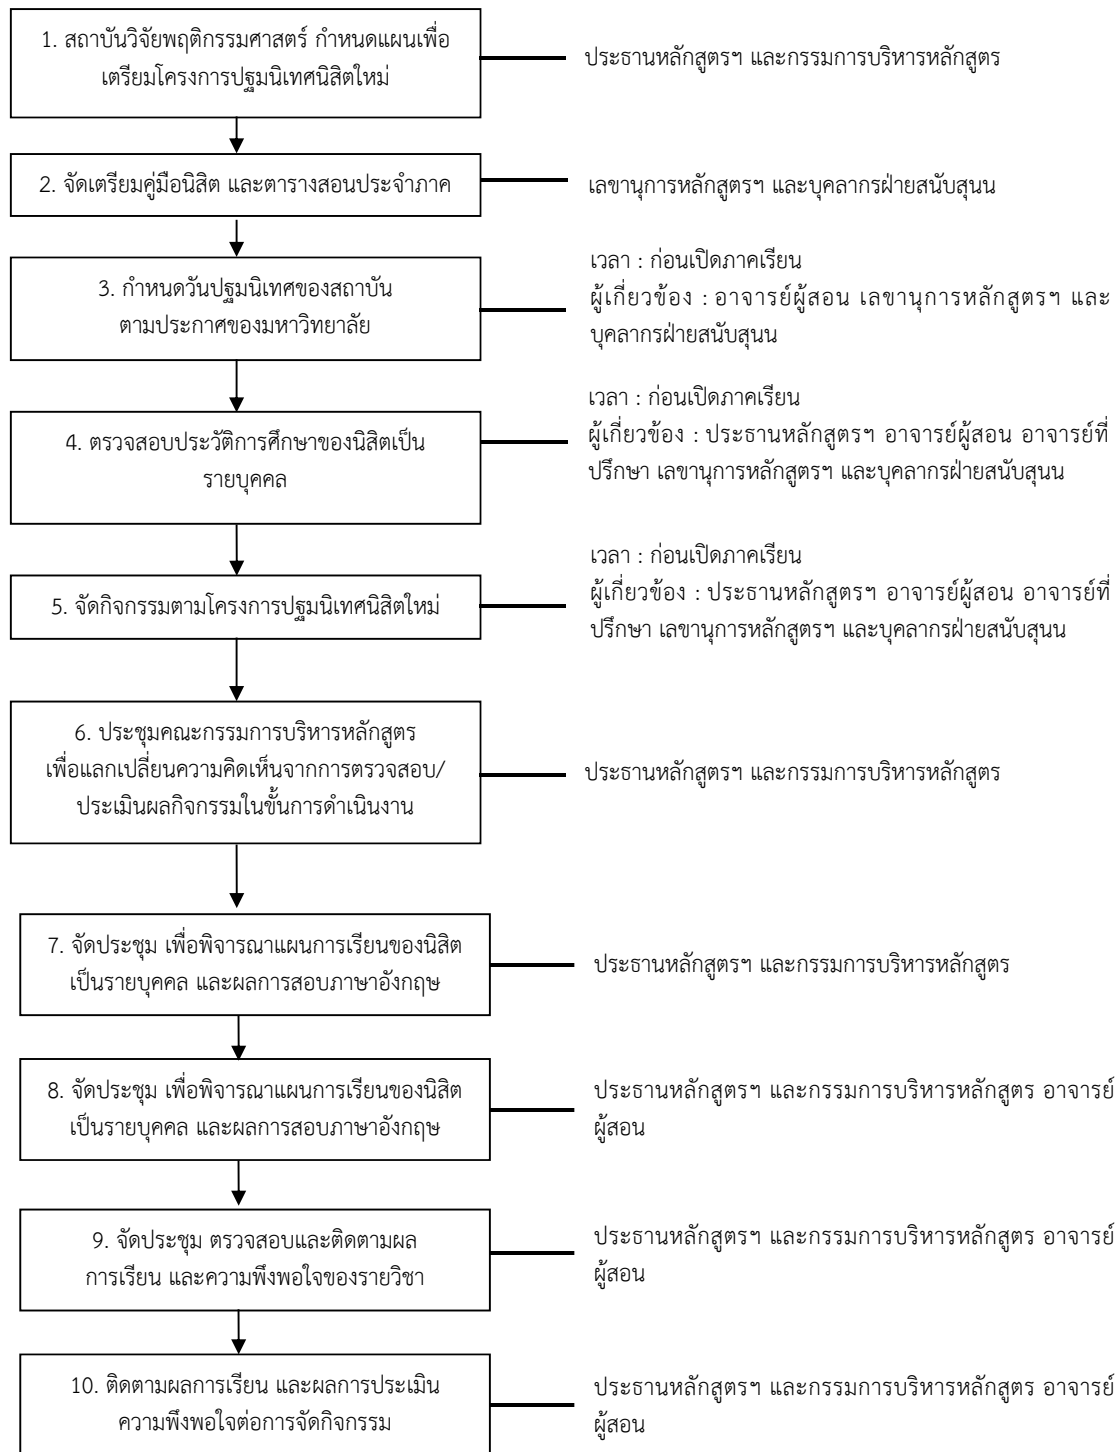 1. สถาบันวิจัยพฤติกรรมศาสตร์ กำหนดแผนเพื่อ
เตรียมโครงการปฐมนิเทศนิสิตใหม่
ประธานหลักสูตรฯ และกรรมการบริหารหลักสูตร
2. จัดเตรียมคู่มือนิสิต และตารางสอนประจำภาค
เลขานุการหลักสูตรฯ และบุคลากรฝ่ายสนับสุนน
3. กำหนดวันปฐมนิเทศของสถาบัน
ตามประกาศของมหาวิทยาลัย
เวลา : ก่อนเปิดภาคเรียน
ผู้เกี่ยวข้อง : อาจารย์ผู้สอน เลขานุการหลักสูตรฯ และ
บุคลากรฝ่ายสนับสุนน
4. ตรวจสอบประวัติการศึกษาของนิสิตเป็น
รายบุคคล
เวลา : ก่อนเปิดภาคเรียน
ผู้เกี่ยวข้อง : ประธานหลักสูตรฯ อาจารย์ผู้สอน อาจารย์ที่
ปรึกษา เลขานุการหลักสูตรฯ และบุคลากรฝ่ายสนับสุนน
5. จัดกิจกรรมตามโครงการปฐมนิเทศนิสิตใหม่
เวลา : ก่อนเปิดภาคเรียน
ผู้เกี่ยวข้อง : ประธานหลักสูตรฯ อาจารย์ผู้สอน อาจารย์ที่
ปรึกษา เลขานุการหลักสูตรฯ และบุคลากรฝ่ายสนับสุนน
6. ประชุมคณะกรรมการบริหารหลักสูตร
เพื่อแลกเปลี่ยนความคิดเห็นจากการตรวจสอบ/
ประเมินผลกิจกรรมในขั้นการดำเนินงาน
ประธานหลักสูตรฯ และกรรมการบริหารหลักสูตร
7. จัดประชุม เพื่อพิจารณาแผนการเรียนของนิสิต
เป็นรายบุคคล และผลการสอบภาษาอังกฤษ
ประธานหลักสูตรฯ และกรรมการบริหารหลักสูตร
8. จัดประชุม เพื่อพิจารณาแผนการเรียนของนิสิต
เป็นรายบุคคล และผลการสอบภาษาอังกฤษ
ประธานหลักสูตรฯ และกรรมการบริหารหลักสูตร อาจารย์
ผู้สอน
9. จัดประชุม ตรวจสอบและติดตามผล
การเรียน และความพึงพอใจของรายวิชา
ประธานหลักสูตรฯ และกรรมการบริหารหลักสูตร อาจารย์
ผู้สอน
10. ติดตามผลการเรียน และผลการประเมิน
ความพึงพอใจต่อการจัดกิจกรรม
ประธานหลักสูตรฯ และกรรมการบริหารหลักสูตร อาจารย์
ผู้สอน